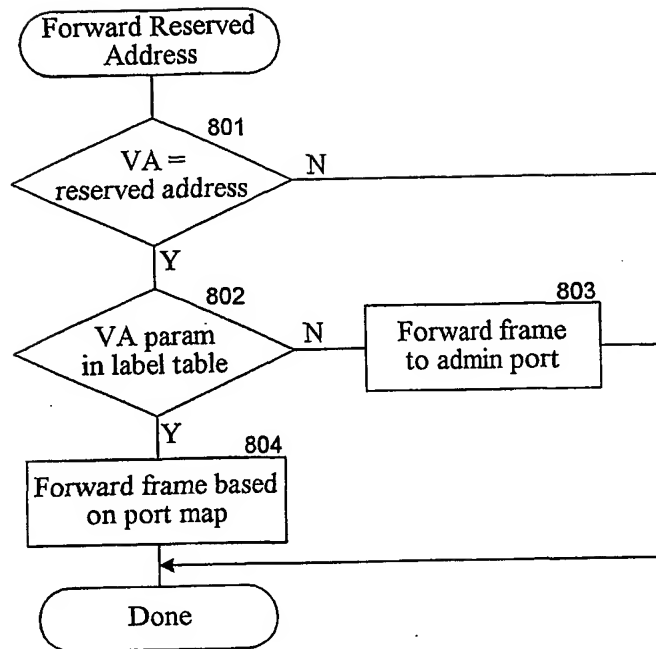 Forward Reserved
Address
801
VA =
reserved address
N
Y
802
VA param
in label table
N
803
Forward frame
to admin port
Y
804
Forward frame based
on port map
Done